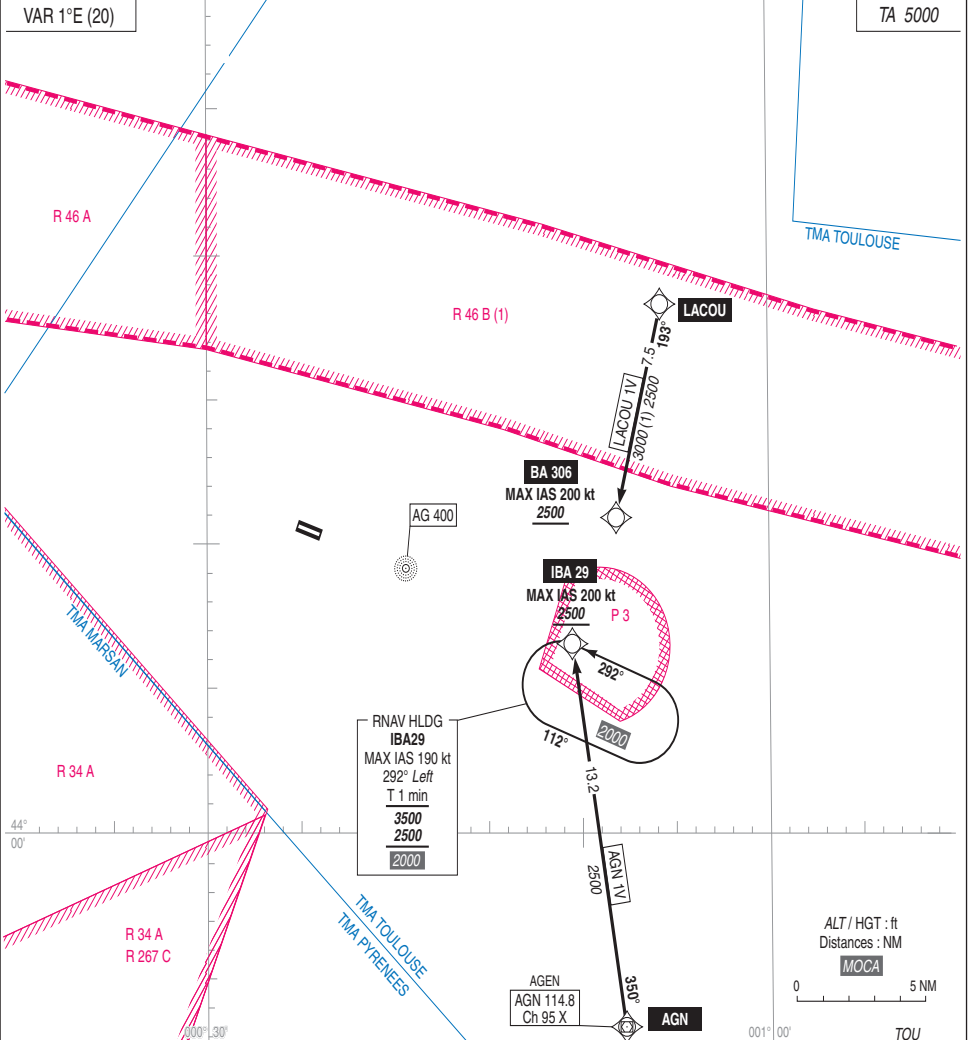 VAR 1°E (20)
TA 5000
R 46 A
TMA TOULOUSE
R 46 B (1)
LACOU
193°
7.5
LACOU 1V
3000 (1) 2500
BA 306
MAX IAS 200 kt
2500
AG 400
IBA 29
MAX IAS 200 kt
2500
P 3
TMA MARSAN
292°
112°
2000
RNAV HLDG
IBA29
MAX IAS 190 kt
292° Left
T 1 min
3500
2500
2000
13.2
R 34 A
44°
00'
AGN 1V
2500
TMA TOULOUSE
TMA PYRENEES
R 34 A
R 267 C
ALT / HGT : ft
Distances : NM
MOCA
0 5 NM
AGEN
AGN 114.8
Ch 95 X
350°
AGN
000° 30'
001° 00'
TOU